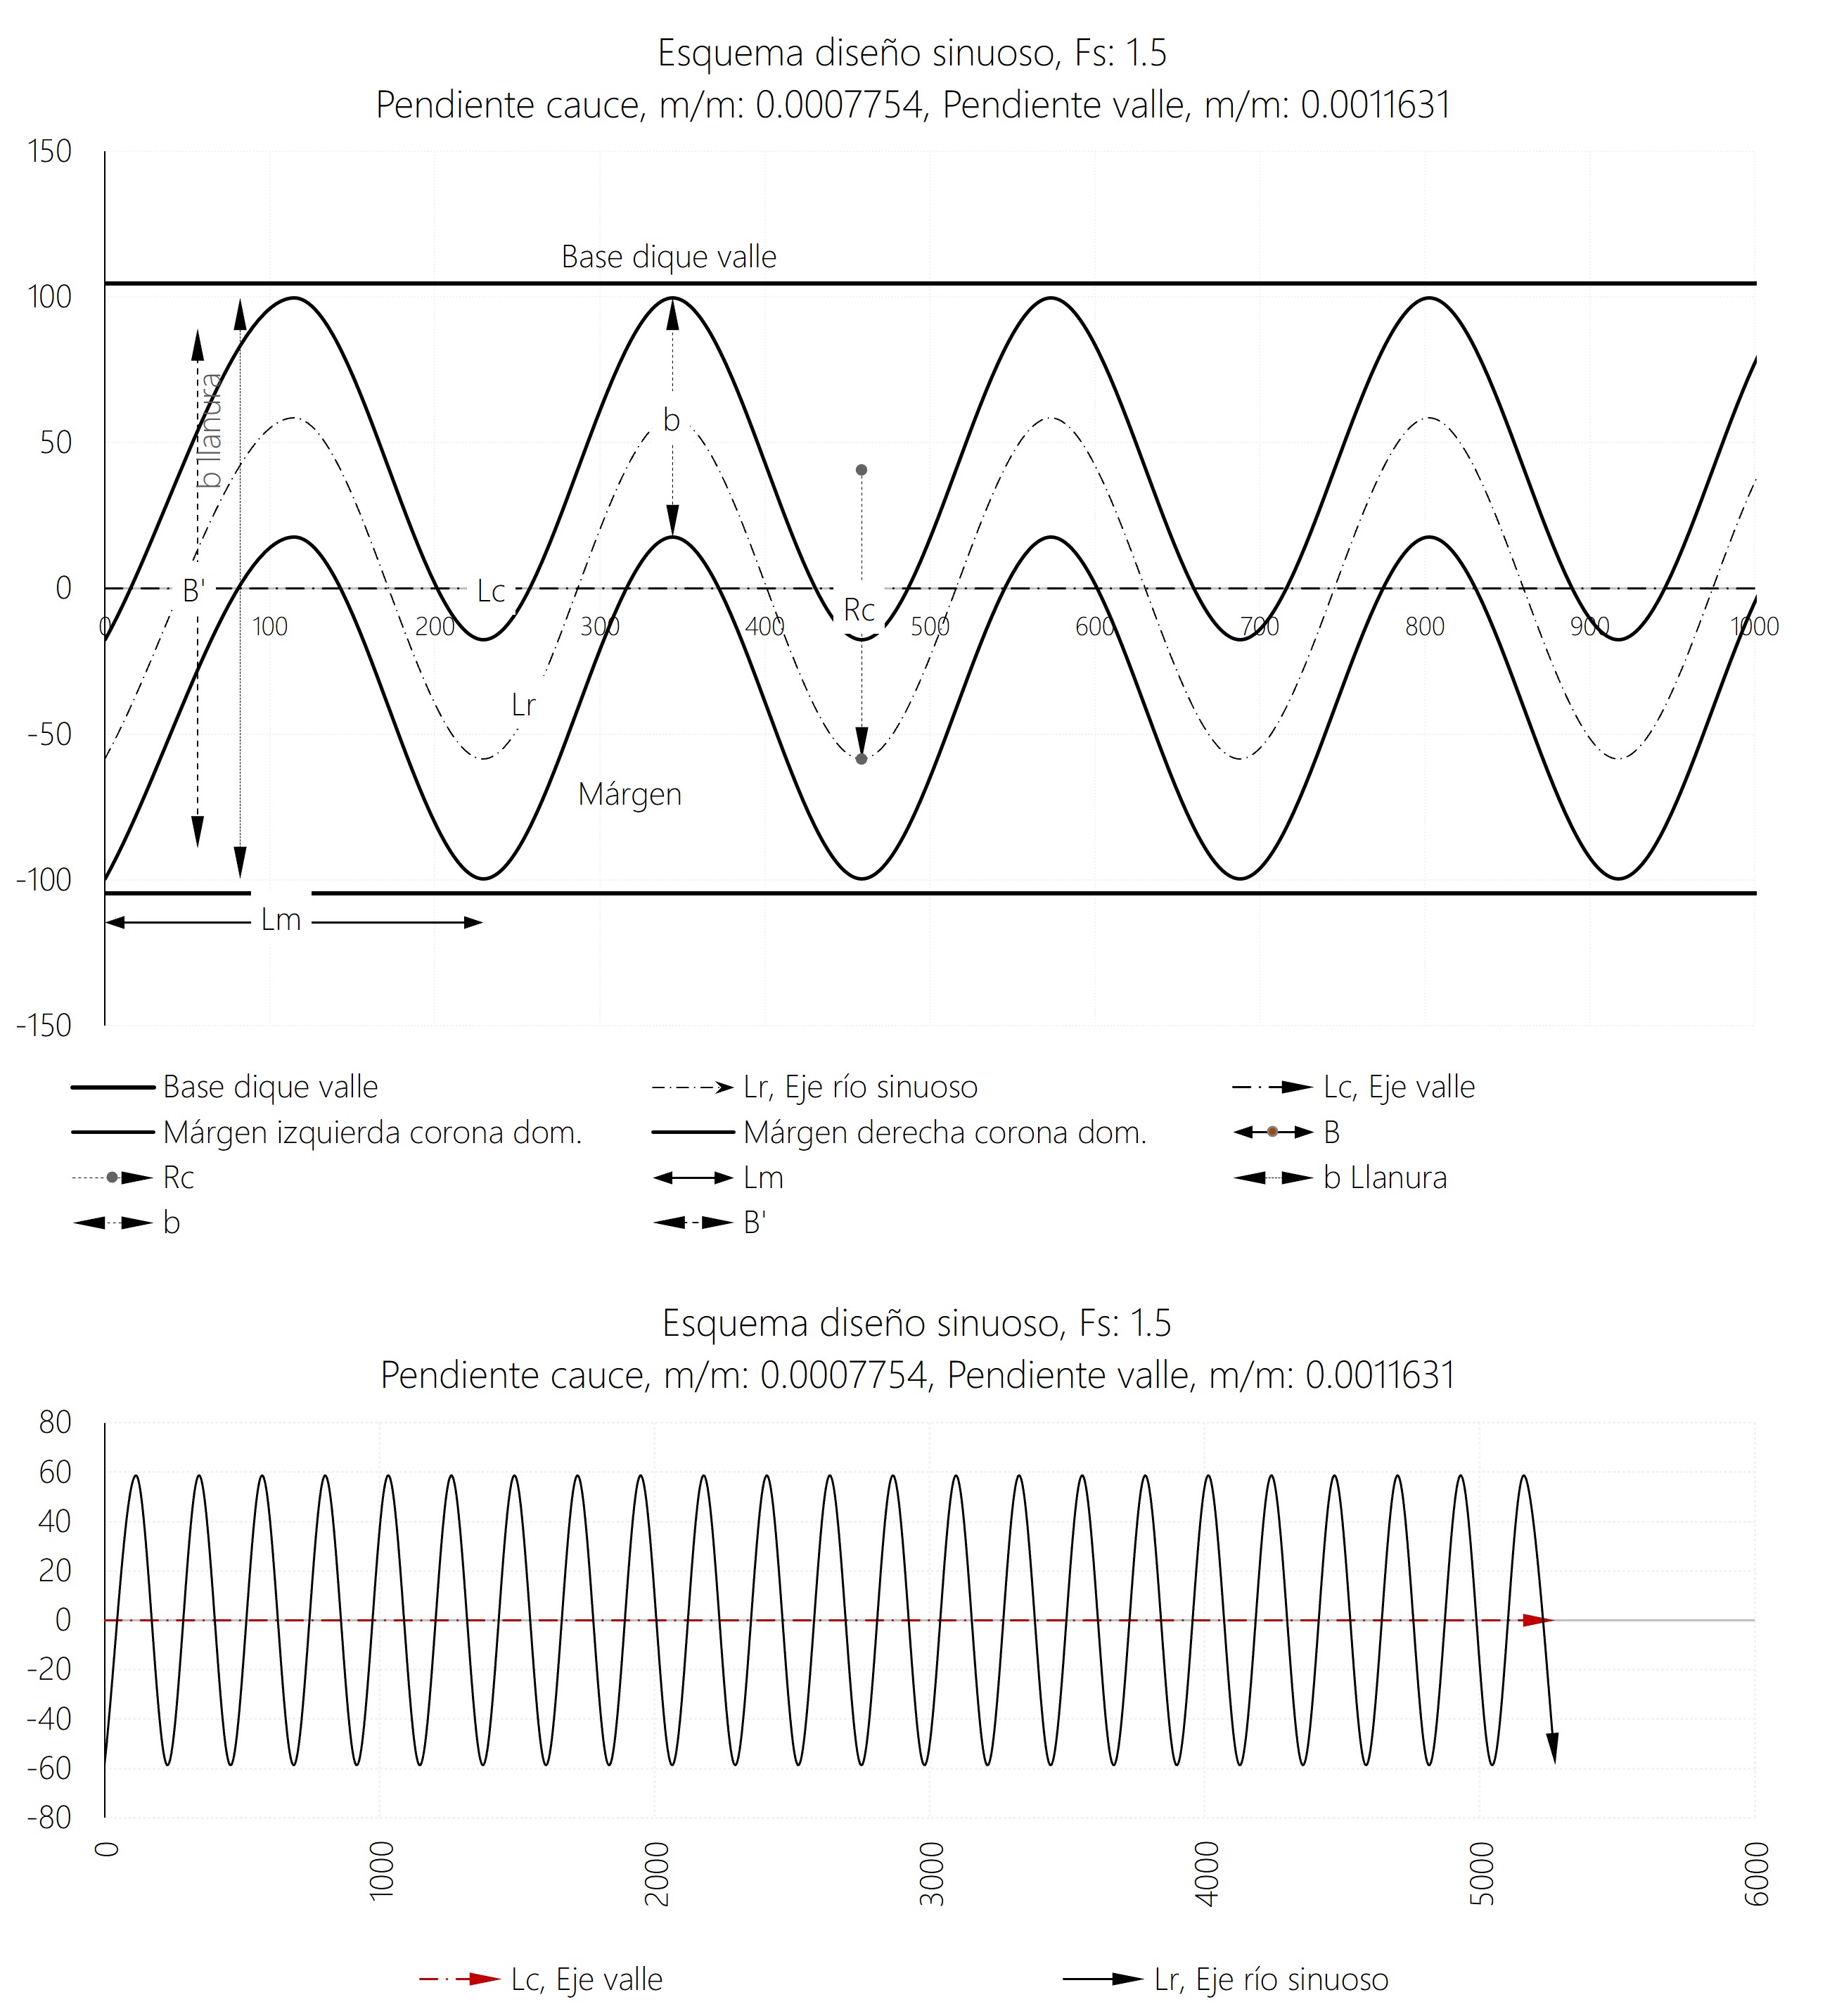 Esquema diseño sinuoso, Fs: 1.5
Pendiente cauce, m/m: 0.0007754, Pendiente valle, m/m: 0.0011631
150
Base dique valle
100
b llanura
b
50
0
B'
Lc
Rc
0 100 200 300 400 500 600 700 800 900 1000
Lr
-50
Márgen
-100
Lm
-150
Base dique valle
Lr, Eje río sinuoso
Lc, Eje valle
Márgen izquierda corona dom.
Márgen derecha corona dom.
B
Rc
Lm
b Llanura
b
B'
Esquema diseño sinuoso, Fs: 1.5
Pendiente cauce, m/m: 0.0007754, Pendiente valle, m/m: 0.0011631
80
60
40
20
0
-20
-40
-60
-80
0 1000 2000 3000 4000 5000 6000
Lc, Eje valle
Lr, Eje río sinuoso